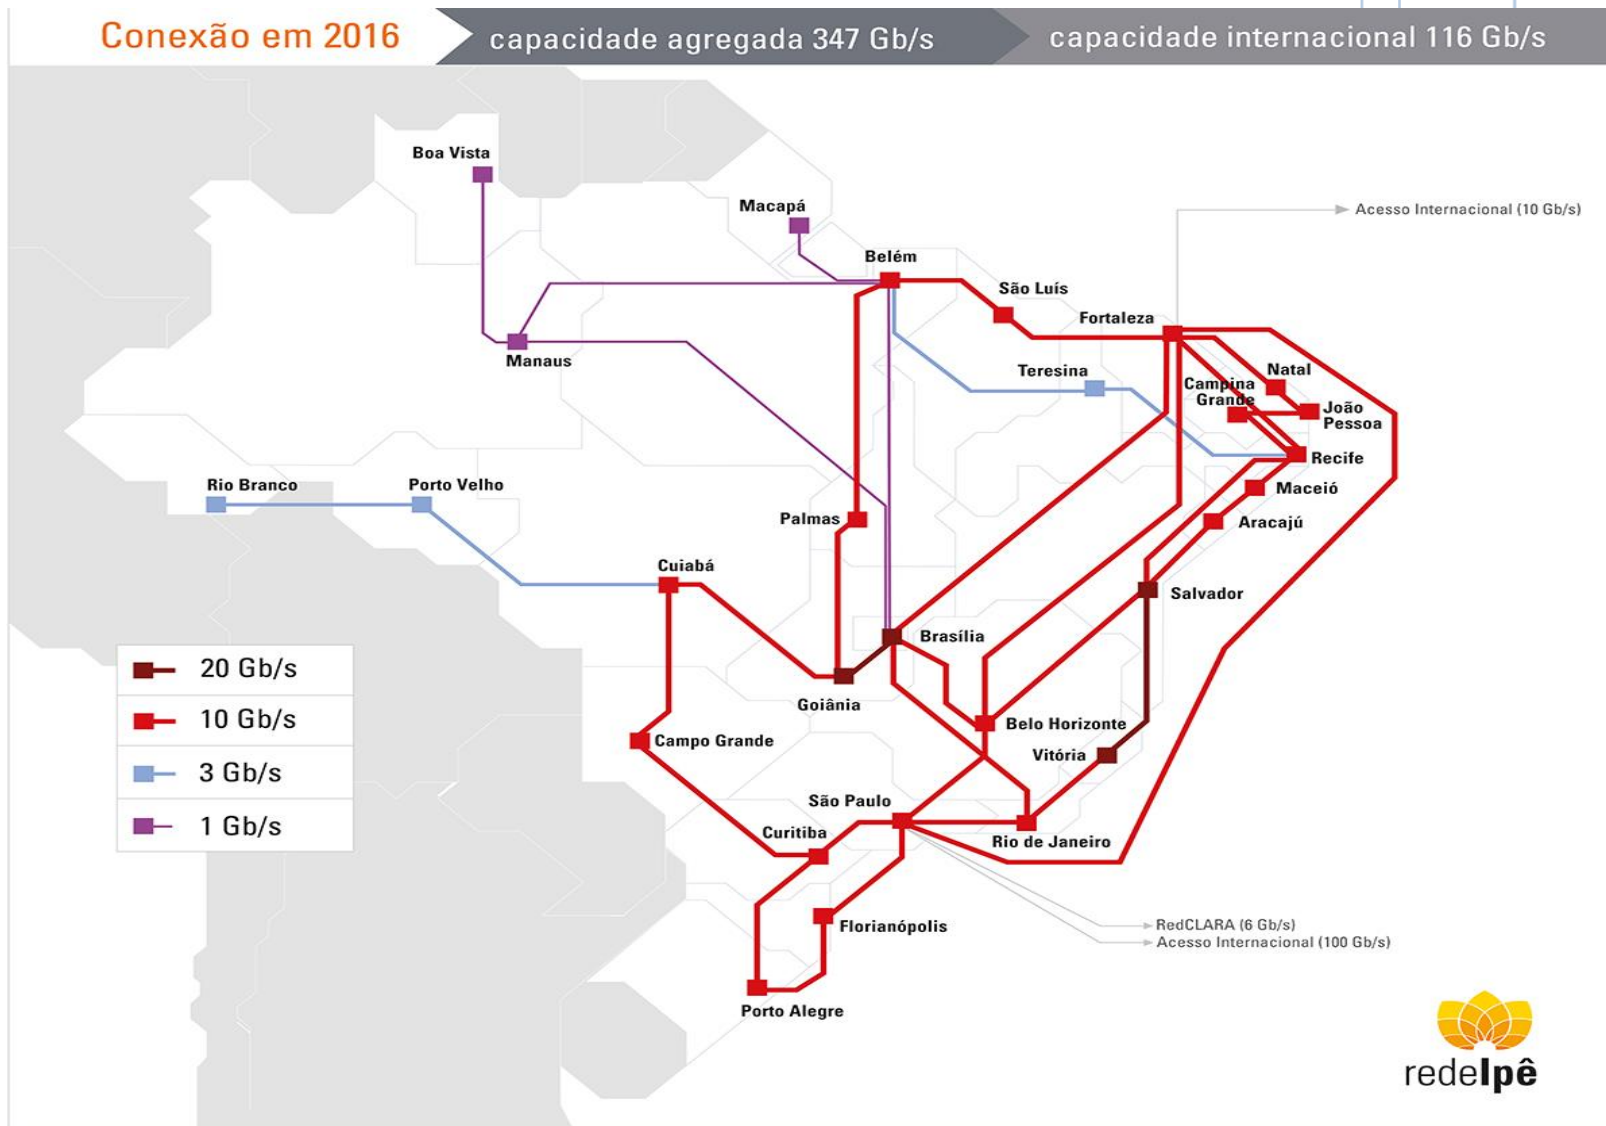 Conexão em 2016
capacidade agregada 347 Gb/s
capacidade internacional 116 Gb/s
Boa Vista
Macapá
Acesso Internacional (10 Gb/s)
Belém
São Luís
Fortaleza
Manaus
Teresina
Natal
Campina
Grande
João
Pessoa
Recife
Rio Branco
Porto Velho
Maceió
Palmas
Aracajú
Cuiabá
Salvador
Brasília
20 Gb/s
10 Gb/s
3 Gb/s
1 Gb/s
Goiânia
Belo Horizonte
Campo Grande
Vitória
São Paulo
Curitiba
Rio de Janeiro
Florianópolis
RedCLARA (6 Gb/s)
Acesso Internacional (100 Gb/s)
Porto Alegre
redeIpê